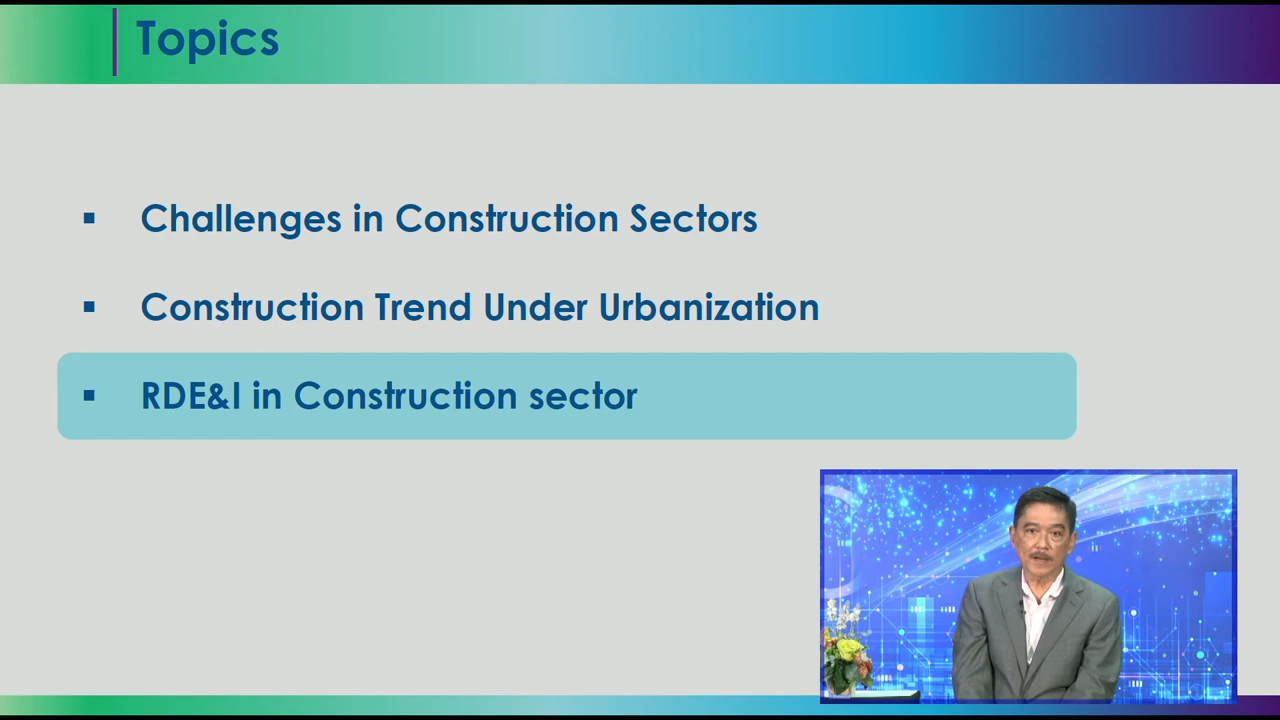 Topics
▪ Challenges in Construction Sectors
▪ Construction Trend Under Urbanization
▪ RDE&I in Construction sector